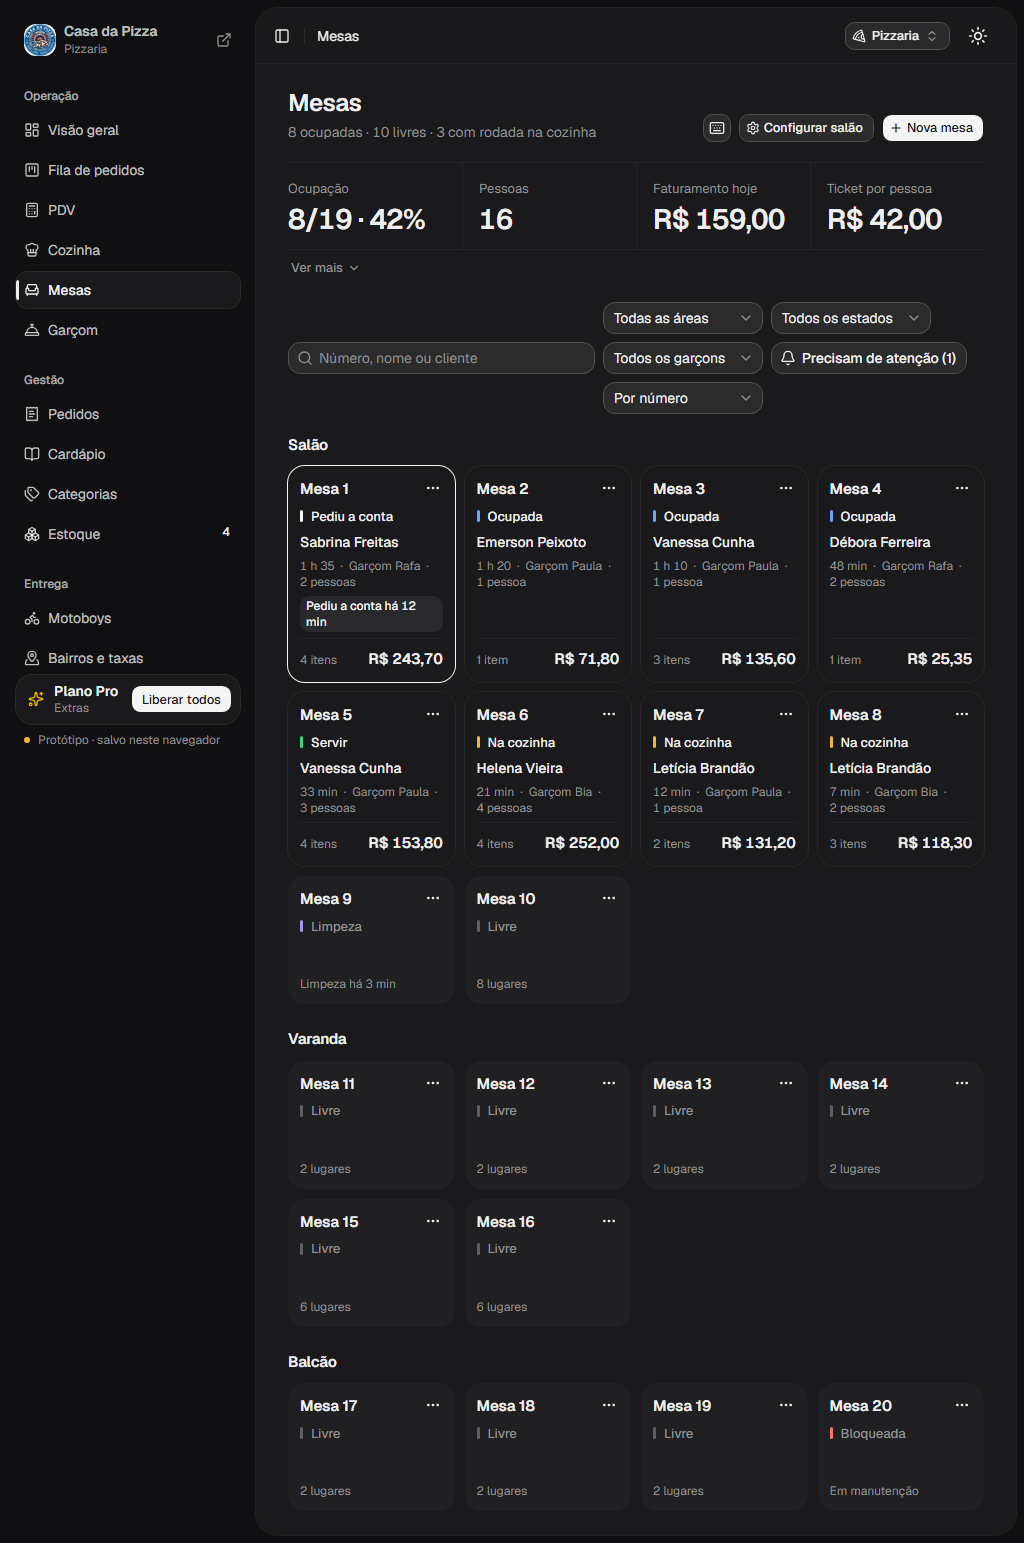 Casa da Pizza
Pizzaria
Operação
Visão geral
Fila de pedidos
PDV
Cozinha
Mesas
Garçom
Gestão
Pedidos
Cardápio
Categorias
Estoque 4
Entrega
Motoboys
Bairros e taxas
Plano Pro
Extras
Liberar todos
Protótipo · salvo neste navegador
Mesas
Pizzaria
Mesas
8 ocupadas · 10 livres · 3 com rodada na cozinha
Configurar salão
Nova mesa
Ocupação
8/19 · 42%
Pessoas
16
Faturamento hoje
R$ 159,00
Ticket por pessoa
R$ 42,00
Ver mais
Número, nome ou cliente
Todas as áreas
Todos os estados
Todos os garçons
Precisam de atenção (1)
Por número
Salão
Mesa 1
Pediu a conta
Sabrina Freitas
1 h 35 · Garçom Rafa ·
2 pessoas
Pediu a conta há 12
min
4 itens R$ 243,70
Mesa 2
Ocupada
Emerson Peixoto
1 h 20 · Garçom Paula ·
1 pessoa
1 item R$ 71,80
Mesa 3
Ocupada
Vanessa Cunha
1 h 10 · Garçom Paula ·
1 pessoa
3 itens R$ 135,60
Mesa 4
Ocupada
Débora Ferreira
48 min · Garçom Rafa ·
2 pessoas
1 item R$ 25,35
Mesa 5
Servir
Vanessa Cunha
33 min · Garçom Paula ·
3 pessoas
4 itens R$ 153,80
Mesa 6
Na cozinha
Helena Vieira
21 min · Garçom Bia ·
4 pessoas
4 itens R$ 252,00
Mesa 7
Na cozinha
Letícia Brandão
12 min · Garçom Paula ·
1 pessoa
2 itens R$ 131,20
Mesa 8
Na cozinha
Letícia Brandão
7 min · Garçom Bia ·
2 pessoas
3 itens R$ 118,30
Mesa 9
Limpeza
Limpeza há 3 min
Mesa 10
Livre
8 lugares
Varanda
Mesa 11
Livre
2 lugares
Mesa 12
Livre
2 lugares
Mesa 13
Livre
2 lugares
Mesa 14
Livre
2 lugares
Mesa 15
Livre
6 lugares
Mesa 16
Livre
6 lugares
Balcão
Mesa 17
Livre
2 lugares
Mesa 18
Livre
2 lugares
Mesa 19
Livre
2 lugares
Mesa 20
Bloqueada
Em manutenção